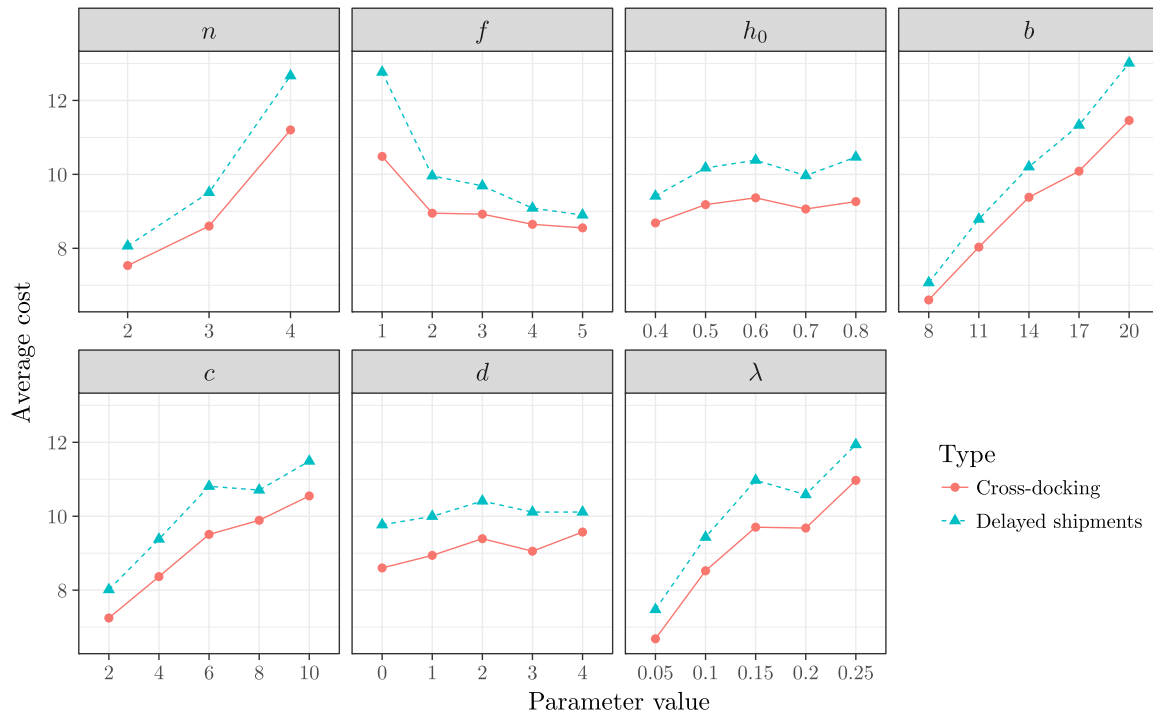 n f h₀ b
12
10
8
2 3 4 1 2 3 4 5 0.4 0.5 0.6 0.7 0.8 8 11 14 17 20
Average cost
c d λ
12
10
8
2 4 6 8 10 0 1 2 3 4 0.05 0.1 0.15 0.2 0.25
Parameter value
Type
Cross-docking
Delayed shipments